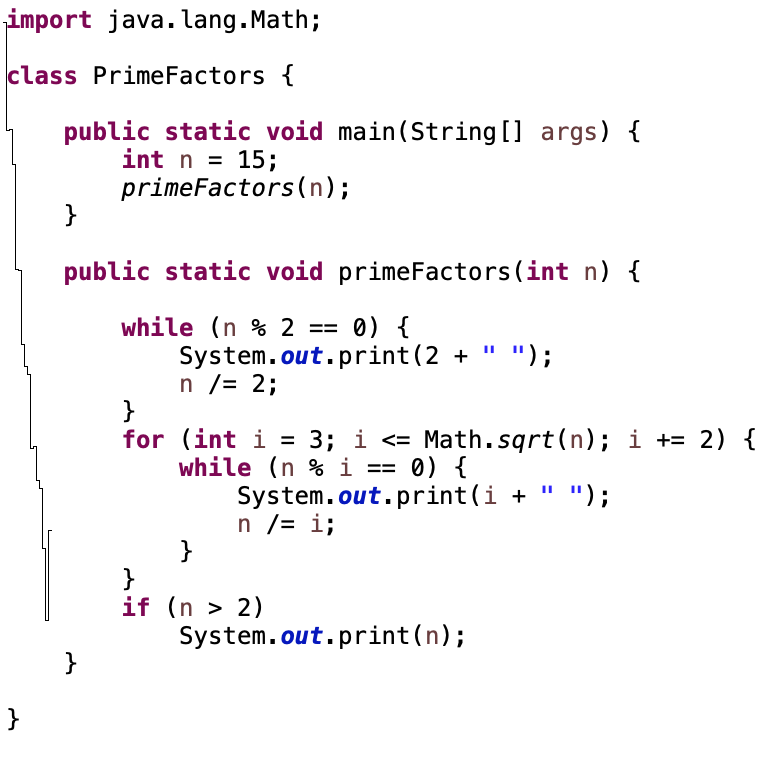 import java.lang.Math;
class PrimeFactors {
public static void main(String[] args) {
int n = 15;
primeFactors(n);
}
public static void primeFactors(int n) {
while (n % 2 == 0) {
System.out.print(2 + " ");
n /= 2;
}
for (int i = 3; i <= Math.sqrt(n); i += 2) {
while (n % i == 0) {
System.out.print(i + " ");
n /= i;
}
}
if (n > 2)
System.out.print(n);
}
}